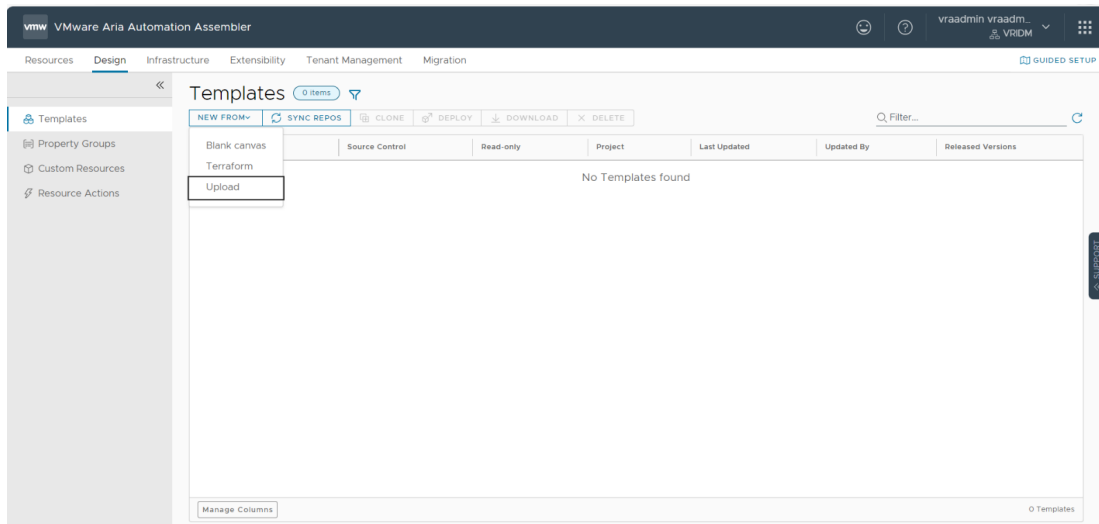 vmw VMware Aria Automation Assembler
vraadmin vraadm_
VRIDM
Resources Design Infrastructure Extensibility Tenant Management Migration
GUIDED SETUP
Templates 0 items
Templates
Property Groups
Custom Resources
Resource Actions
NEW FROM SYNC REPOS CLONE DEPLOY DOWNLOAD DELETE
Filter...
Blank canvas
Terraform
Upload
Source Control Read-only Project Last Updated Updated By Released Versions
No Templates found
SUPPORT
Manage Columns
0 Templates